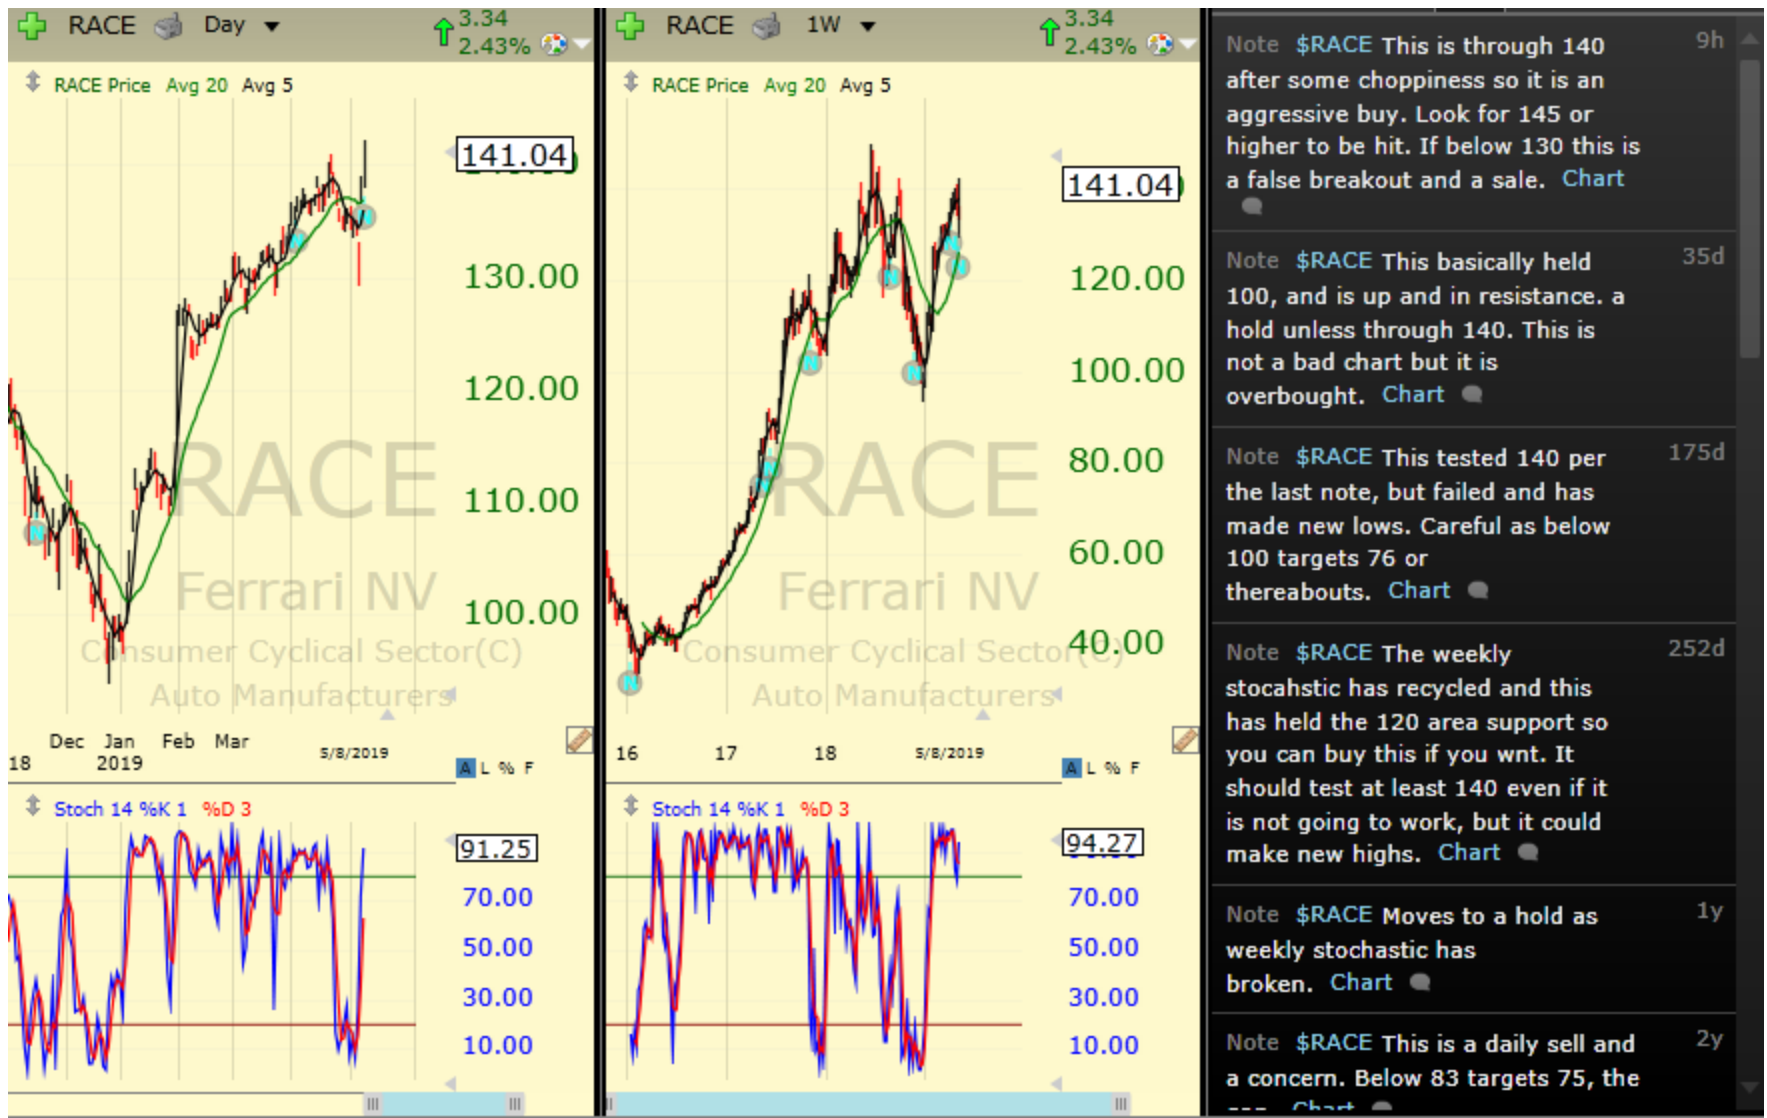 RACE Day 3.34
2.43%
RACE Price Avg 20 Avg 5
141.04
130.00
120.00
110.00
100.00
RACE
Ferrari NV
Consumer Cyclical Sector(C)
Auto Manufacturers
Dec Jan Feb Mar 5/8/2019
18 2019
A L % F
Stoch 14 %K 1 %D 3
91.25
70.00
50.00
30.00
10.00
RACE 1W 3.34
2.43%
RACE Price Avg 20 Avg 5
141.04
120.00
100.00
80.00
60.00
40.00
RACE
Ferrari NV
Consumer Cyclical Sector(C)
Auto Manufacturers
16 17 18 5/8/2019
A L % F
Stoch 14 %K 1 %D 3
94.27
70.00
50.00
30.00
10.00
Note $RACE This is through 140 9h
after some choppiness so it is an
aggressive buy. Look for 145 or
higher to be hit. If below 130 this is
a false breakout and a sale. Chart
Note $RACE This basically held 35d
100, and is up and in resistance. a
hold unless through 140. This is
not a bad chart but it is
overbought. Chart
Note $RACE This tested 140 per 175d
the last note, but failed and has
made new lows. Careful as below
100 targets 76 or
thereabouts. Chart
Note $RACE The weekly 252d
stocahstic has recycled and this
has held the 120 area support so
you can buy this if you wnt. It
should test at least 140 even if it
is not going to work, but it could
make new highs. Chart
Note $RACE Moves to a hold as 1y
weekly stochastic has
broken. Chart
Note $RACE This is a daily sell and 2y
a concern. Below 83 targets 75, the
Chart